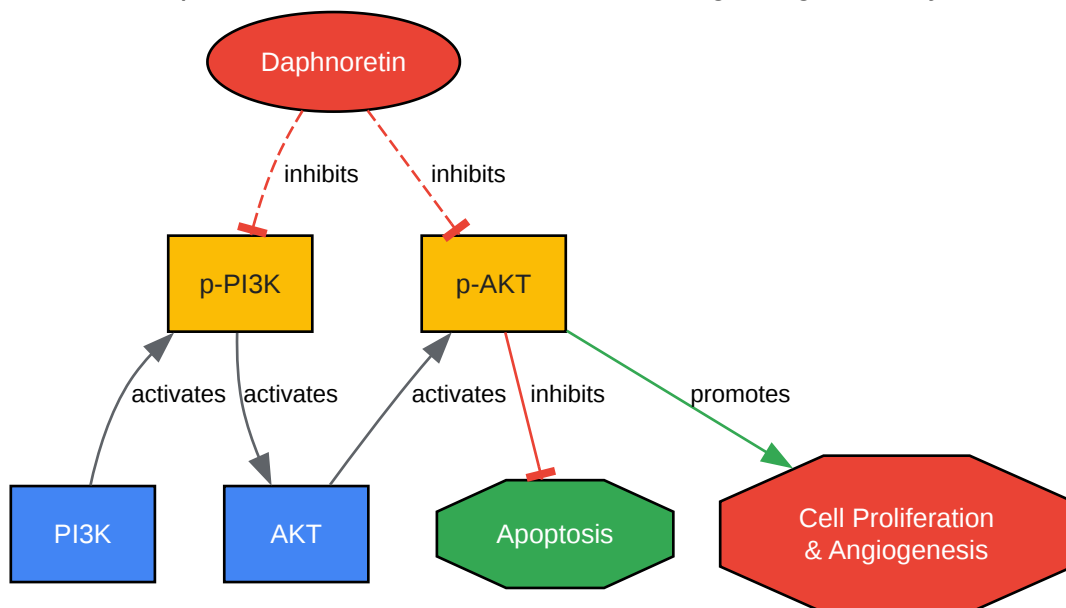 Daphnoretin
inhibits
inhibits
p-PI3K
p-AKT
activates
activates
activates
inhibits
promotes
PI3K
AKT
Apoptosis
Cell Proliferation
& Angiogenesis